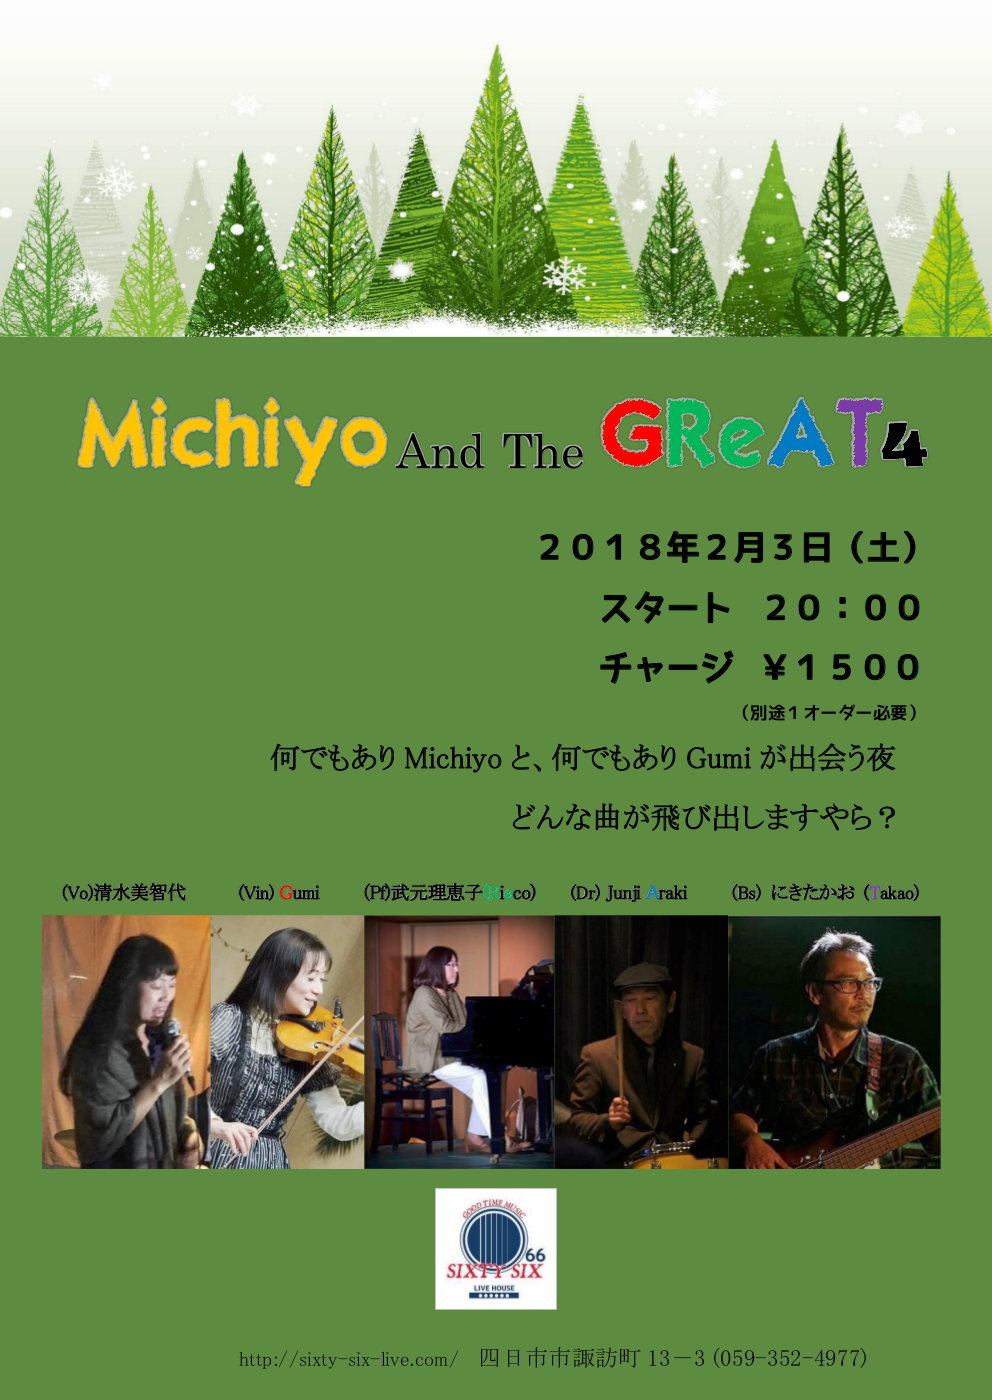 Michiyo And The GReAT4
２０１８年２月３日（土）
スタート　２０：００
チャージ　￥１５００
（別途１オーダー必要）
何でもあり Michiyo と、何でもあり Gumi が出会う夜
どんな曲が飛び出しますやら？
(Vo)清水美智代 (Vin) Gumi (Pf)武元理恵子(Rieco) (Dr) Junji Araki (Bs) にきたかお (Takao)
GOOD TIME MUSIC
66
SIXTY SIX
LIVE HOUSE
http://sixty-six-live.com/　四日市市諏訪町 13－3 (059-352-4977)